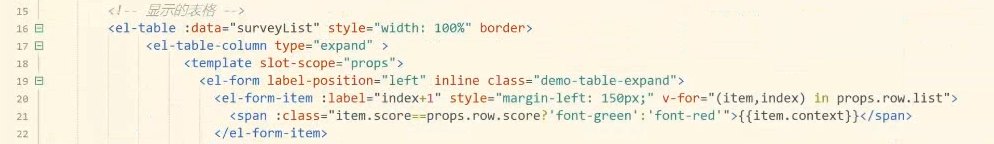 15 <!-- 显示的表格 -->
16 <el-table :data="surveyList" style="width: 100%" border>
17 <el-table-column type="expand" >
18 <template slot-scope="props">
19 <el-form label-position="left" inline class="demo-table-expand">
20 <el-form-item :label="index+1" style="margin-left: 150px;" v-for="(item,index) in props.row.list">
21 <span :class="item.score==props.row.score?'font-green':'font-red'">{{item.context}}</span>
22 </el-form-item>